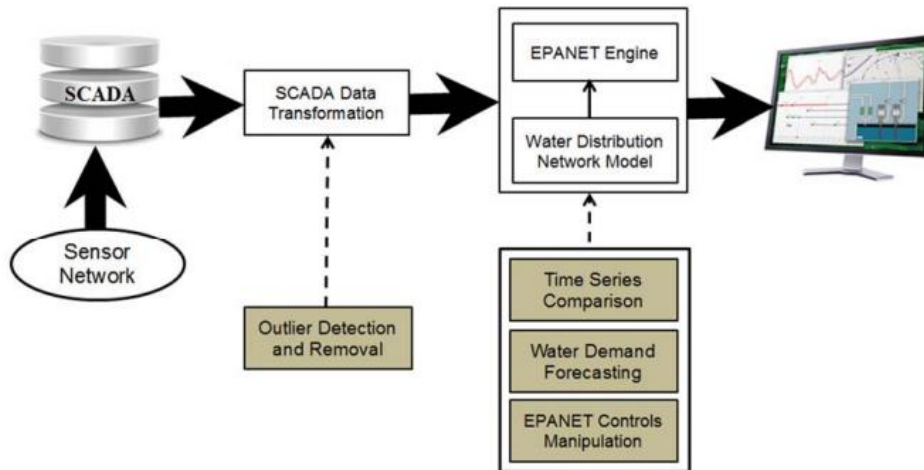 SCADA
Sensor
Network
SCADA Data
Transformation
Outlier Detection
and Removal
EPANET Engine
Water Distribution
Network Model
Time Series
Comparison
Water Demand
Forecasting
EPANET Controls
Manipulation